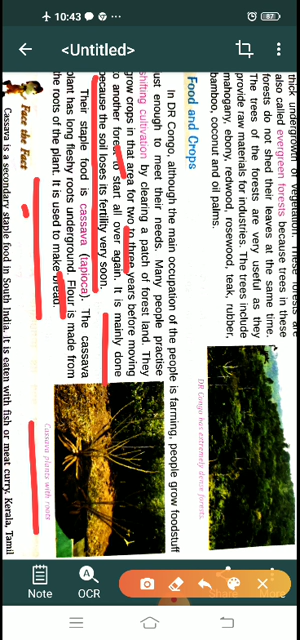 10:43
87
<Untitled>
thick undergrowth of vegetation. These forests are
also called evergreen forests because trees in these
forests do not shed their leaves at the same time.
The trees of the forests are very useful as they
provide raw materials for industries. The trees include
mahogany, ebony, redwood, rosewood, teak, rubber,
bamboo, coconut and oil palms.
DR Congo has extremely dense forests.
Food and Crops
In DR Congo, although the main occupation of the people is farming, people grow foodstuff
just enough to meet their needs. Many people practise
shifting cultivation by clearing a patch of forest land. They
grow crops in that area for two to three years before moving
to another forest to start all over again. It is mainly done
because the soil loses its fertility very soon.
Their staple food is cassava (tapioca). The cassava
plant has long fleshy roots underground. Flour is made from
the roots of the plant. It is used to make bread.
Cassava plants with roots
Face the Fact
Cassava is a secondary staple food in South India. It is eaten with fish or meat curry. Kerala, Tamil
Note
OCR
Share
More